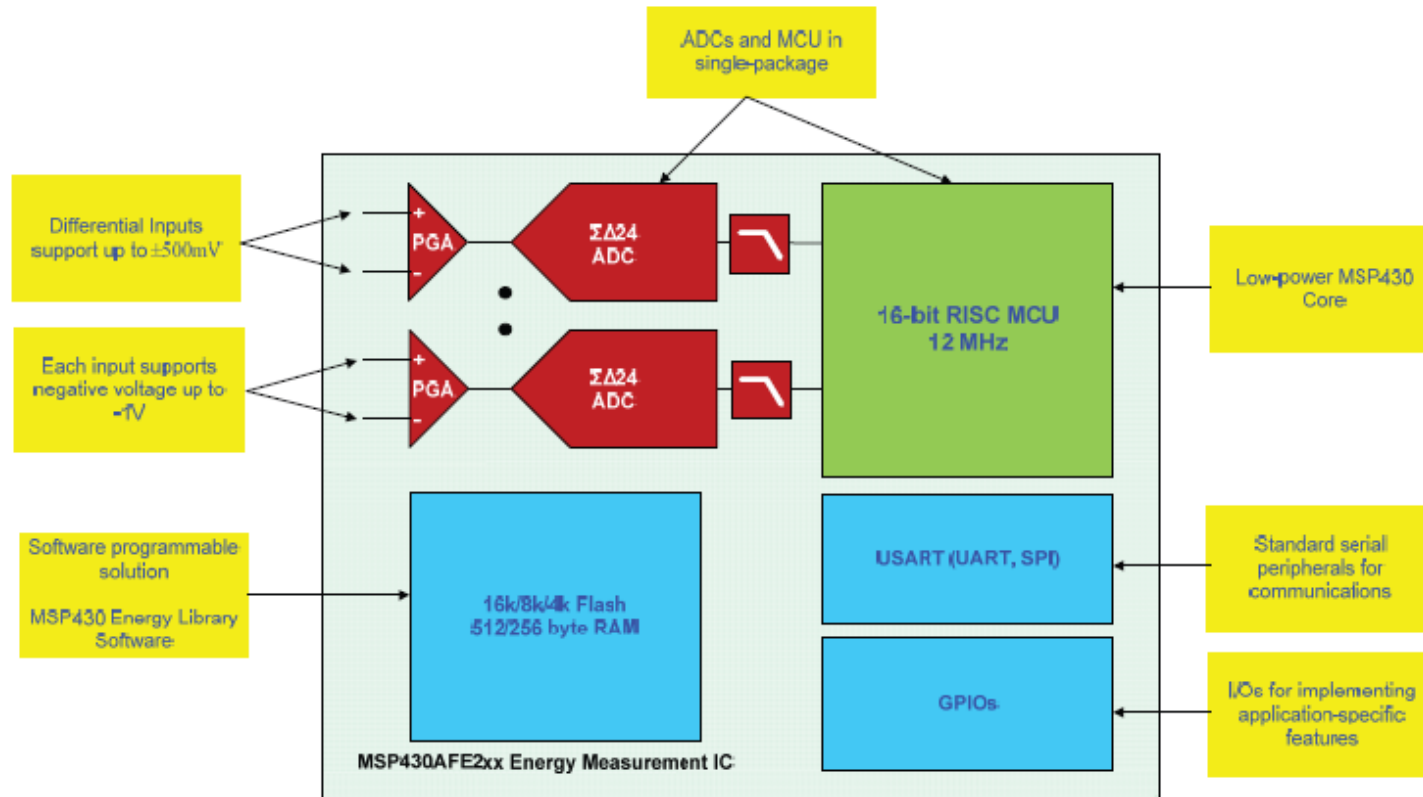 ADCs and MCU in
single-package
Differential Inputs
support up to ±500mV
+
PGA
-
ΣΔ24
ADC
16-bit RISC MCU
12 MHz
Low-power MSP430
Core
Each input supports
negative voltage up to
-1V
+
PGA
-
ΣΔ24
ADC
Software programmable
solution
MSP430 Energy Library
Software
16k/8k/4k Flash
512/256 byte RAM
USART (UART, SPI)
Standard serial
peripherals for
communications
GPIOs
I/Os for implementing
application-specific
features
MSP430AFE2xx Energy Measurement IC